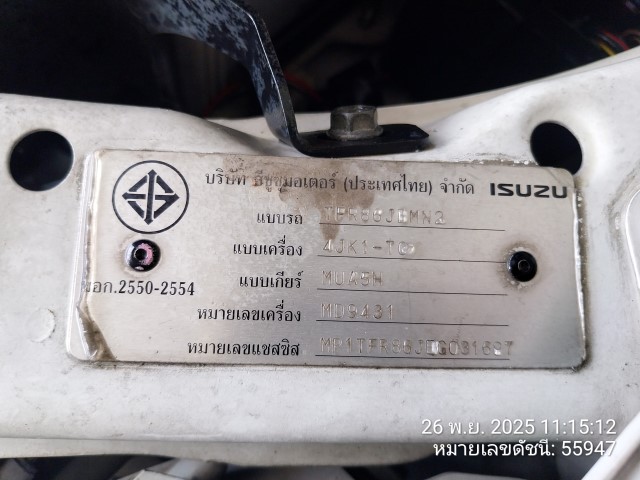 บริษัท อีซูซุมอเตอร์ (ประเทศไทย) จำกัด ISUZU
แบบรถ
แบบเครื่อง
แบบเกียร์ MUA5H
มอก.2550-2554
หมายเลขเครื่อง MD9431
หมายเลขแชสซิส
26 พ.ย. 2025 11:15:12
หมายเลขดัชนี: 55947